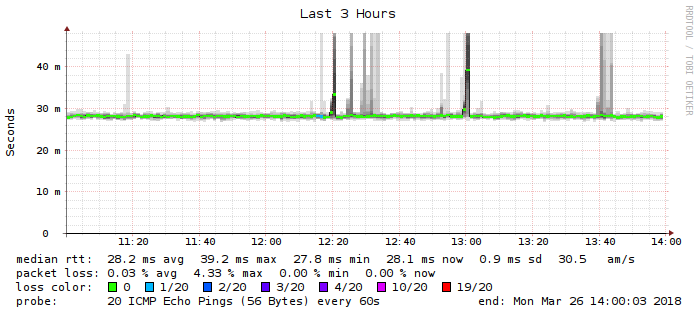 Last 3 Hours
RRDTOOL / TOBI OETIKER
Seconds
40 m
30 m
20 m
10 m
0
11:20 11:40 12:00 12:20 12:40 13:00 13:20 13:40 14:00
median rtt: 28.2 ms avg 39.2 ms max 27.8 ms min 28.1 ms now 0.9 ms sd 30.5 am/s
packet loss: 0.03 % avg 4.33 % max 0.00 % min 0.00 % now
loss color: 0 1/20 2/20 3/20 4/20 10/20 19/20
probe: 20 ICMP Echo Pings (56 Bytes) every 60s end: Mon Mar 26 14:00:03 2018